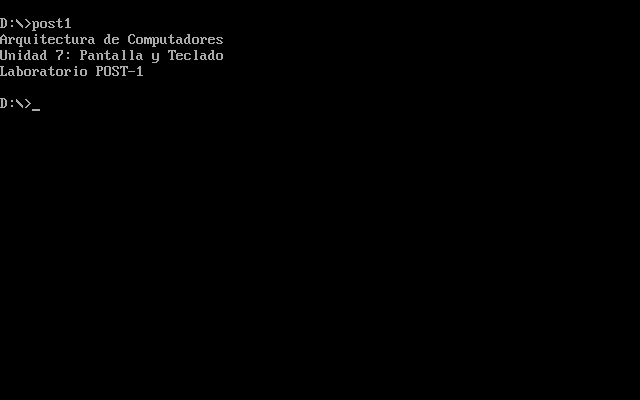 D:\>post1
Arquitectura de Computadores
Unidad 7: Pantalla y Teclado
Laboratorio POST-1
D:\>_